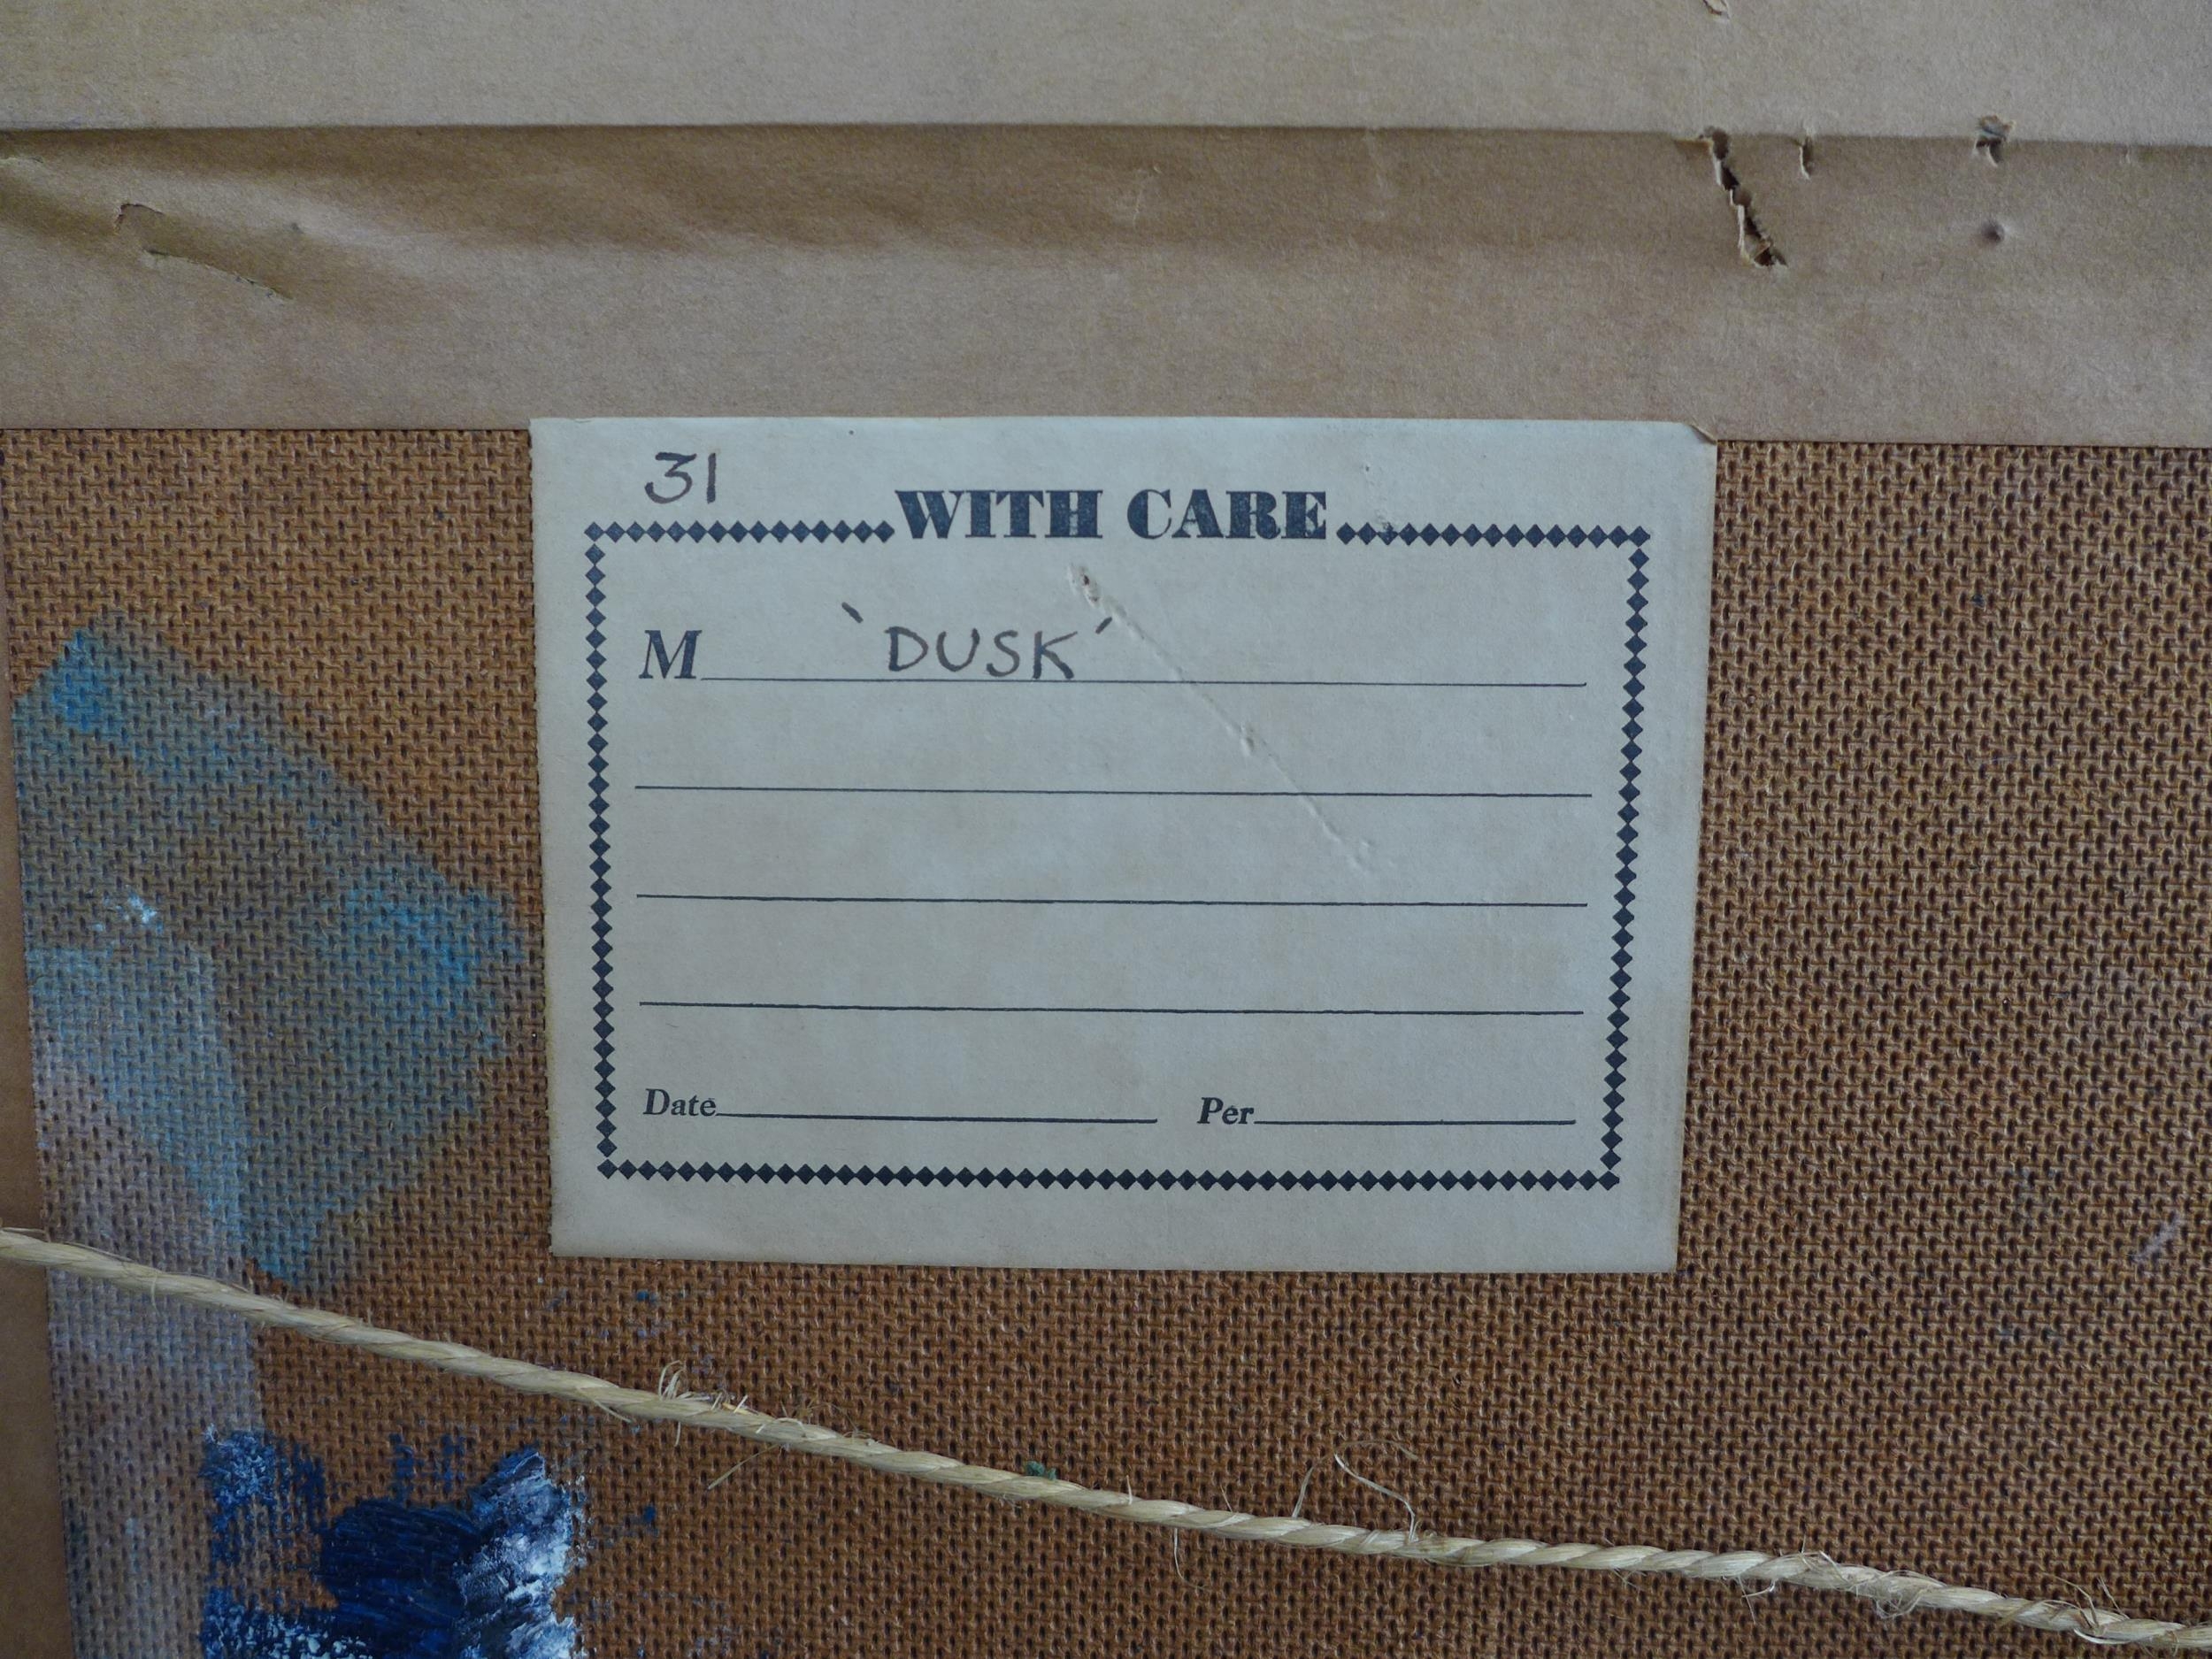 31
WITH CARE
M 'DUSK'
Date Per